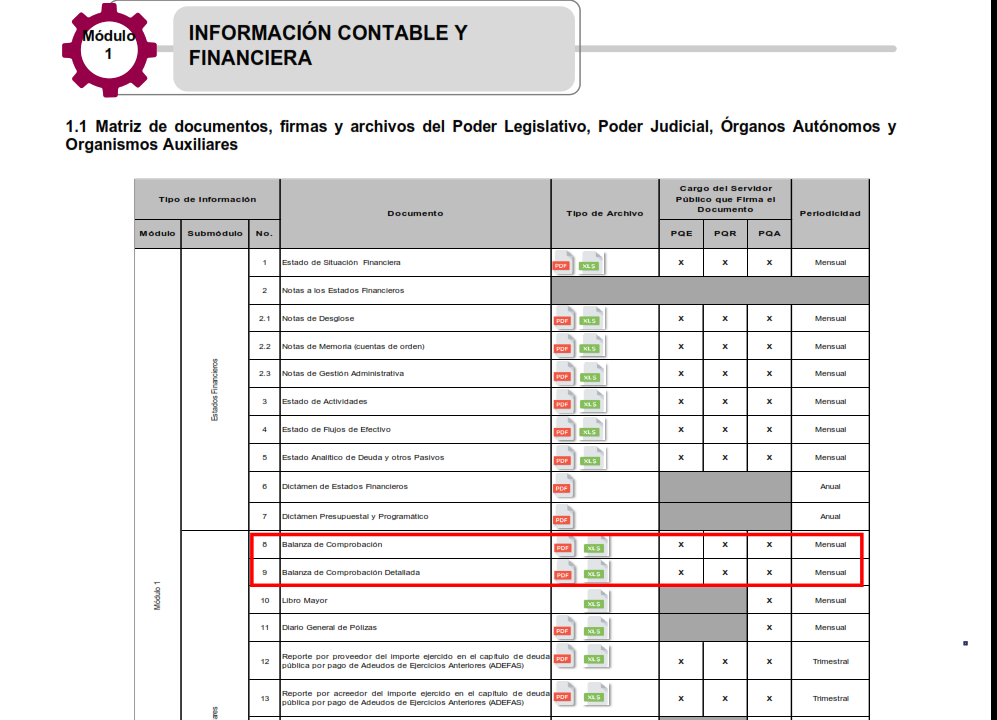 Módulo
1
INFORMACIÓN CONTABLE Y
FINANCIERA
1.1 Matriz de documentos, firmas y archivos del Poder Legislativo, Poder Judicial, Órganos Autónomos y
Organismos Auxiliares
Tipo de Información Documento Tipo de Archivo Cargo del Servidor
Público que Firma el
Documento Periodicidad
Módulo Submódulo No. PQE PQR PQA
Módulo 1
Estados Financieros
1 Estado de Situación Financiera PDF XLS x x x Mensual
2 Notas a los Estados Financieros
2.1 Notas de Desglose PDF XLS x x x Mensual
2.2 Notas de Memoria (cuentas de orden) PDF XLS x x x Mensual
2.3 Notas de Gestión Administrativa PDF XLS x x x Mensual
3 Estado de Actividades PDF XLS x x x Mensual
4 Estado de Flujos de Efectivo PDF XLS x x x Mensual
5 Estado Analítico de Deuda y otros Pasivos PDF XLS x x x Mensual
6 Dictámen de Estados Financieros PDF Anual
7 Dictámen Presupuestal y Programático PDF Anual
8 Balanza de Comprobación PDF XLS x x x Mensual
9 Balanza de Comprobación Detallada PDF XLS x x x Mensual
10 Libro Mayor XLS x Mensual
11 Diario General de Pólizas PDF XLS x Mensual
12 Reporte por proveedor del importe ejercido en el capítulo de deuda
pública por pago de Adeudos de Ejercicios Anteriores (ADEFAS) PDF XLS x x x Trimestral
13 Reporte por acreedor del importe ejercido en el capítulo de deuda
pública por pago de Adeudos de Ejercicios Anteriores (ADEFAS) PDF XLS x x x Trimestral